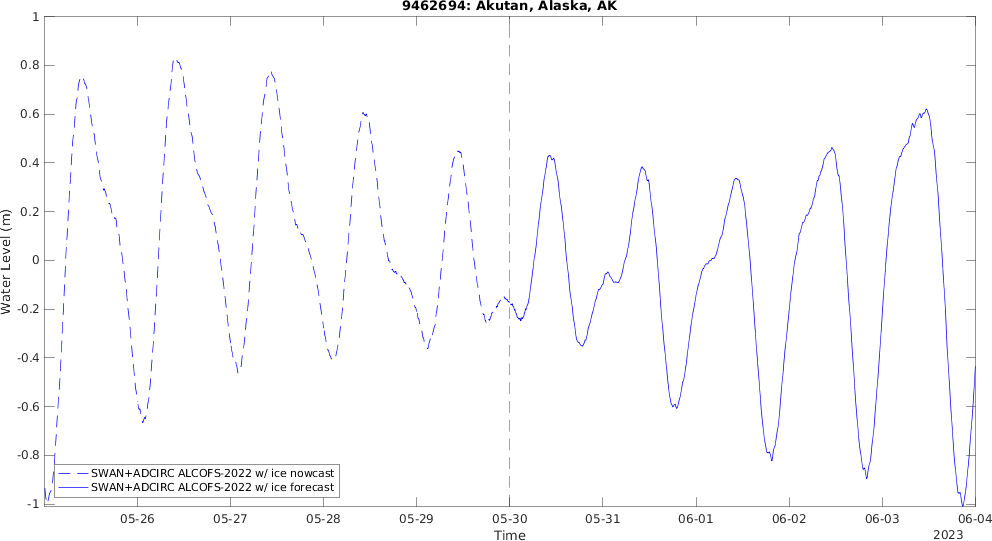 9462694: Akutan, Alaska, AK
Water Level (m)
1
0.8
0.6
0.4
0.2
0
-0.2
-0.4
-0.6
-0.8
-1
SWAN+ADCIRC ALCOFS-2022 w/ ice nowcast
SWAN+ADCIRC ALCOFS-2022 w/ ice forecast
05-26 05-27 05-28 05-29 05-30 05-31 06-01 06-02 06-03 06-04
Time
2023